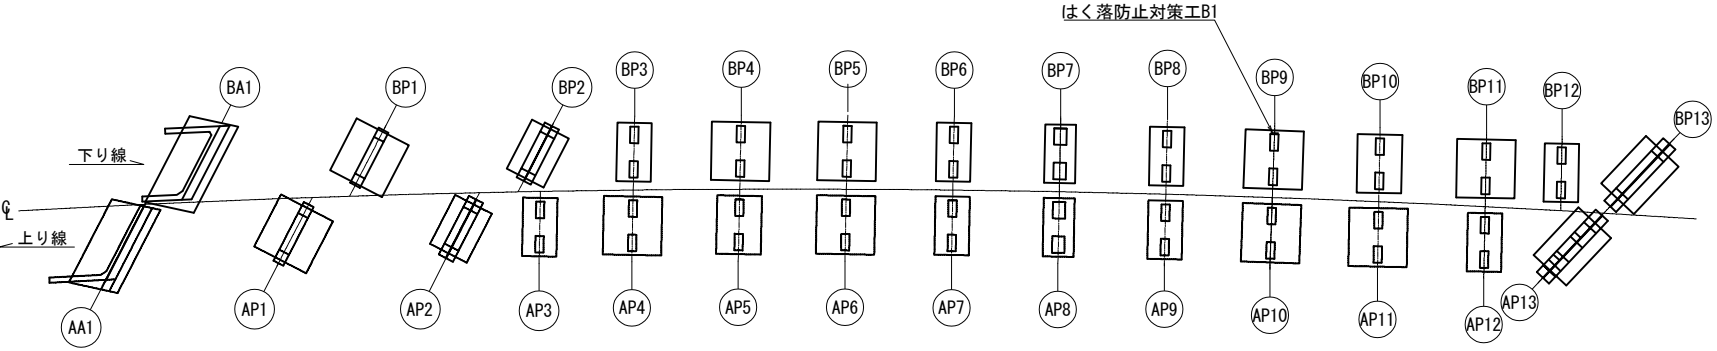 はく落防止対策工B1
BA1
BP1
BP2
BP3
BP4
BP5
BP6
BP7
BP8
BP9
BP10
BP11
BP12
BP13
下り線
℄
上り線
AA1
AP1
AP2
AP3
AP4
AP5
AP6
AP7
AP8
AP9
AP10
AP11
AP12
AP13